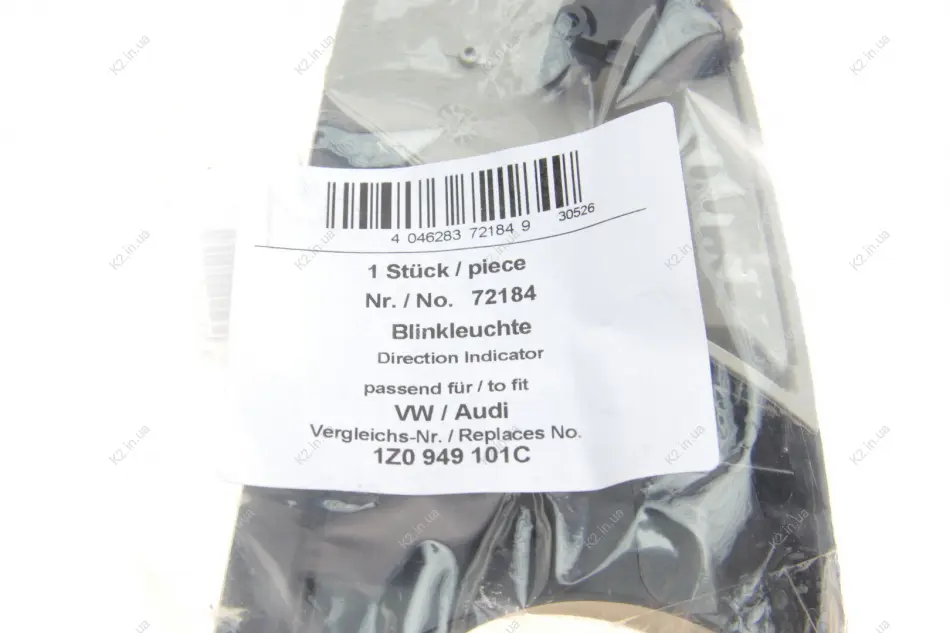 4 046283 72184 9
30526
1 Stück / piece
Nr. / No. 72184
Blinkleuchte
Direction Indicator
passend für / to fit
VW / Audi
Vergleichs-Nr. / Replaces No.
1Z0 949 101C
K2.in.ua